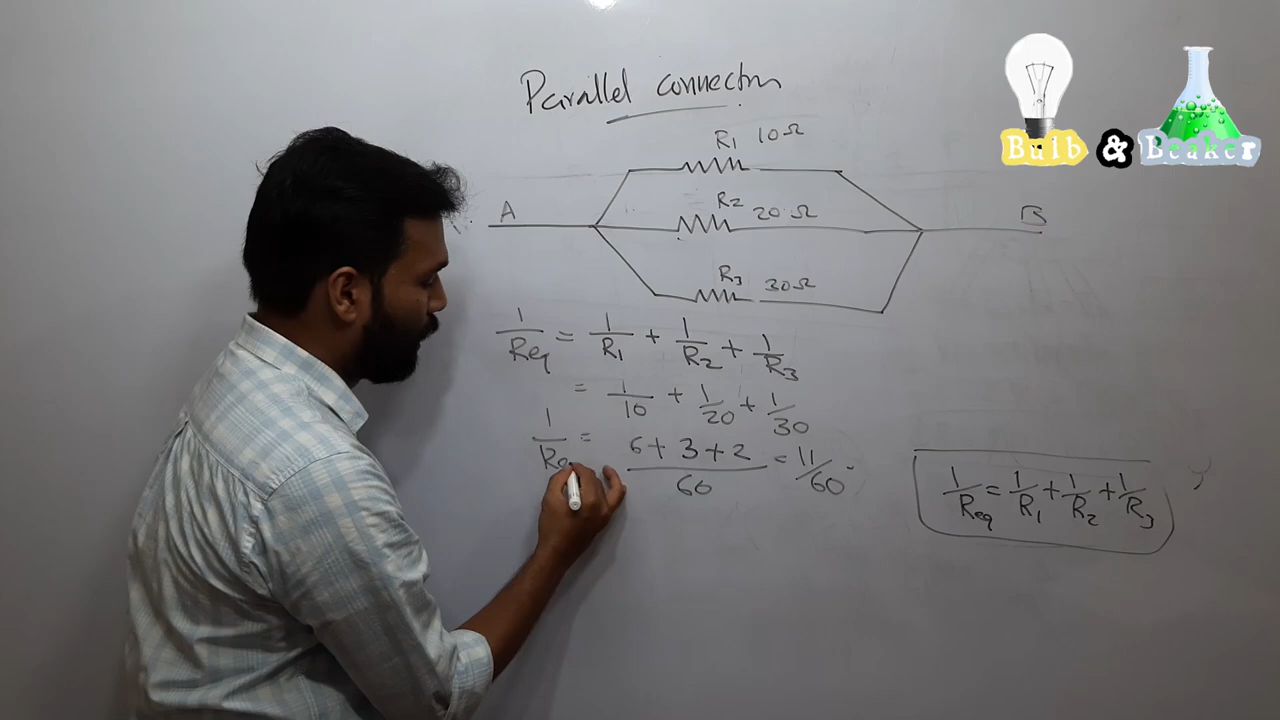 Parallel connectn
Bulb & Beaker
R1 10Ω
R2 20Ω
A B
R3 30Ω
1/Req = 1/R1 + 1/R2 + 1/R3
= 1/10 + 1/20 + 1/30
1/Re = (6+3+2)/60 = 11/60
1/Req = 1/R1 + 1/R2 + 1/R3